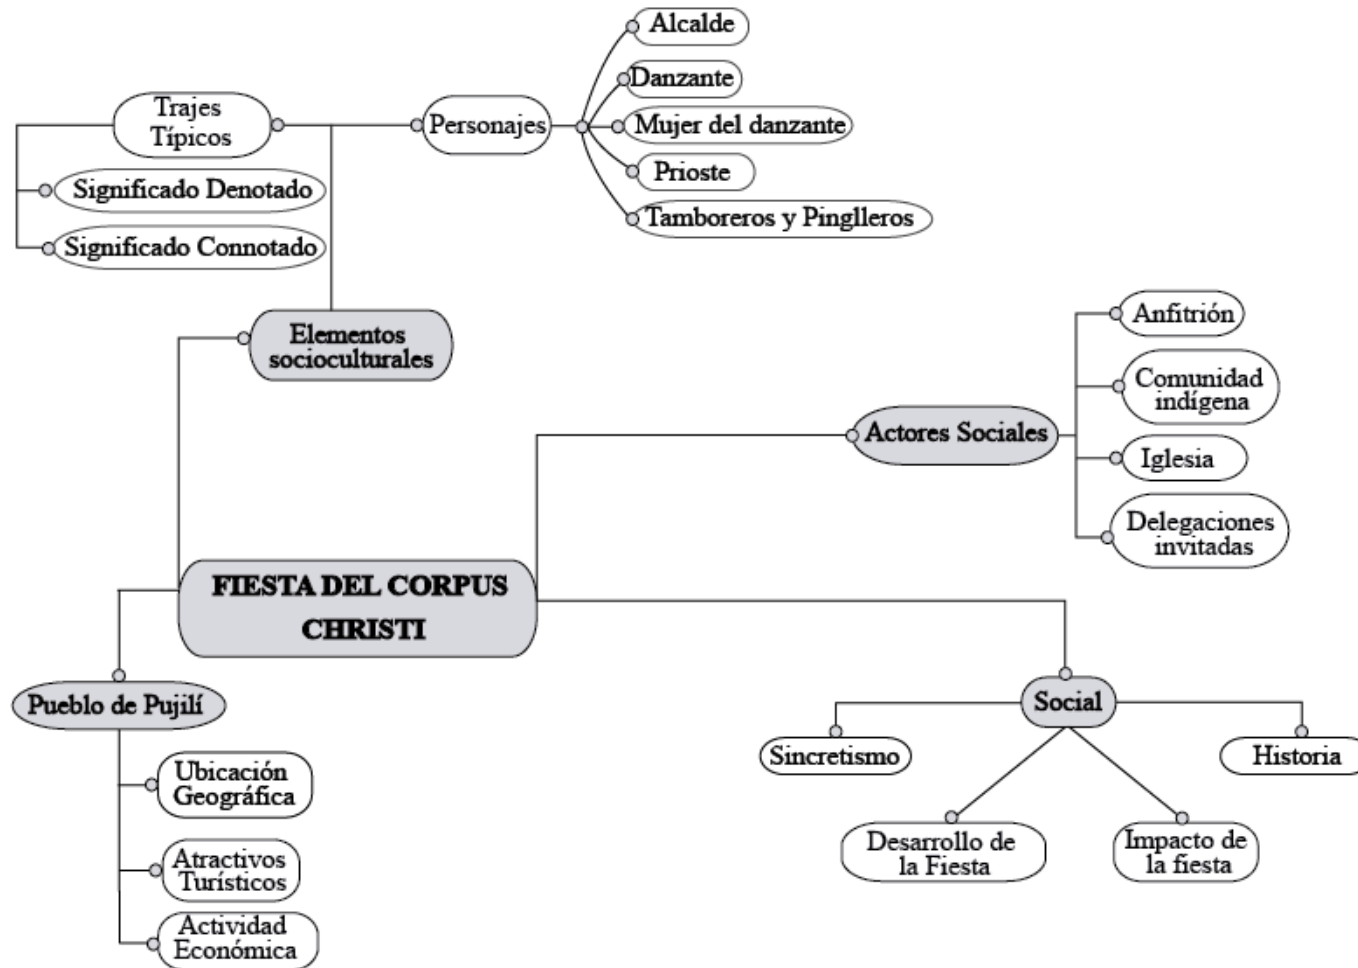 Alcalde
Danzante
Mujer del danzante
Prioste
Tamboreros y Pinglleros
Personajes
Trajes
Típicos
Significado Denotado
Significado Connotado
Elementos
socioculturales
Anfitrión
Comunidad
indígena
Iglesia
Delegaciones
invitadas
Actores Sociales
FIESTA DEL CORPUS
CHRISTI
Pueblo de Pujilí
Ubicación
Geográfica
Atractivos
Turísticos
Actividad
Económica
Social
Sincretismo
Historia
Desarrollo de
la Fiesta
Impacto de
la fiesta